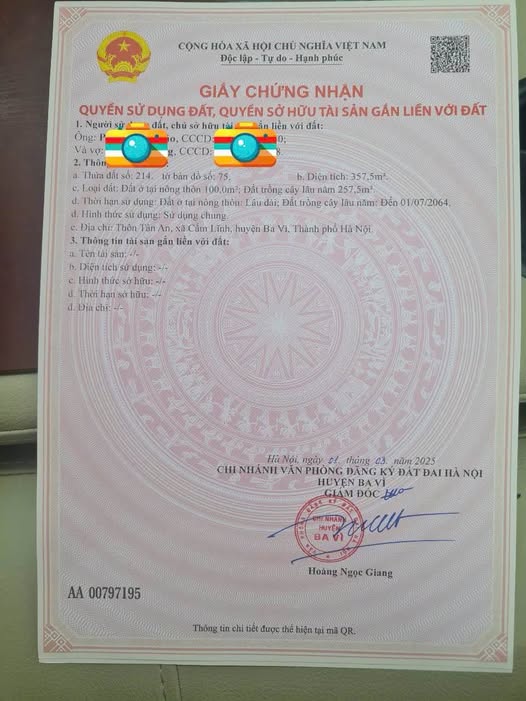 CỘNG HÒA XÃ HỘI CHỦ NGHĨA VIỆT NAM
Độc lập - Tự do - Hạnh phúc
GIẤY CHỨNG NHẬN
QUYỀN SỬ DỤNG ĐẤT, QUYỀN SỞ HỮU TÀI SẢN GẮN LIỀN VỚI ĐẤT
1. Người đất, chủ sở hữu gắn liền với đất:
Ông: CCCD:
Và vợ: CCCD:
2.
a. Thửa đất số: 214. tờ bản đồ số: 75. b. Diện tích: 357,5m².
c. Loại đất: Đất ở tại nông thôn 100,0m²; Đất trồng cây lâu năm 257,5m².
d. Thời hạn sử dụng: Đất ở tại nông thôn: Lâu dài; Đất trồng cây lâu năm: Đến 01/07/2064.
đ. Hình thức sử dụng: Sử dụng chung.
e. Địa chỉ: Thôn Tân An, xã Cẩm Lĩnh, huyện Ba Vì, Thành phố Hà Nội.
3. Thông tin tài sản gắn liền với đất:
a. Tên tài sản: -/-
b. Diện tích sử dụng: -/-
c. Hình thức sở hữu: -/-
d. Thời hạn sở hữu: -/-
đ. Địa chỉ: -/-
Hà Nội, ngày tháng 03 năm 2025
CHI NHÁNH VĂN PHÒNG ĐĂNG KÝ ĐẤT ĐAI HÀ NỘI
HUYỆN BA VÌ
GIÁM ĐỐC
CHI NHÁNH
HUYỆN
BA VÌ
Hoàng Ngọc Giang
AA 00797195
Thông tin chi tiết được thể hiện tại mã QR.